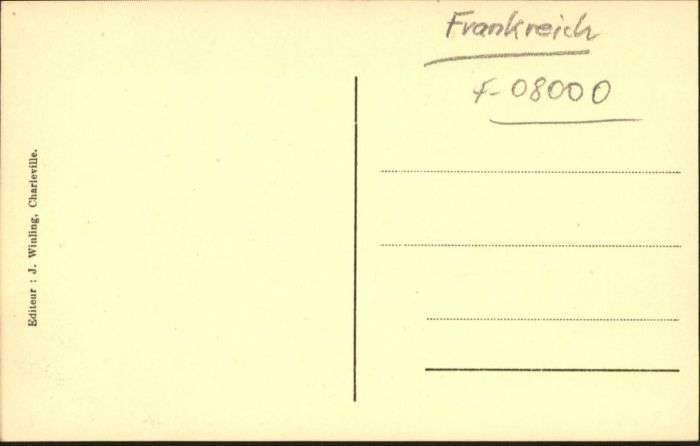 Frankreich
F-08000
Editeur : J. Winling, Charleville.